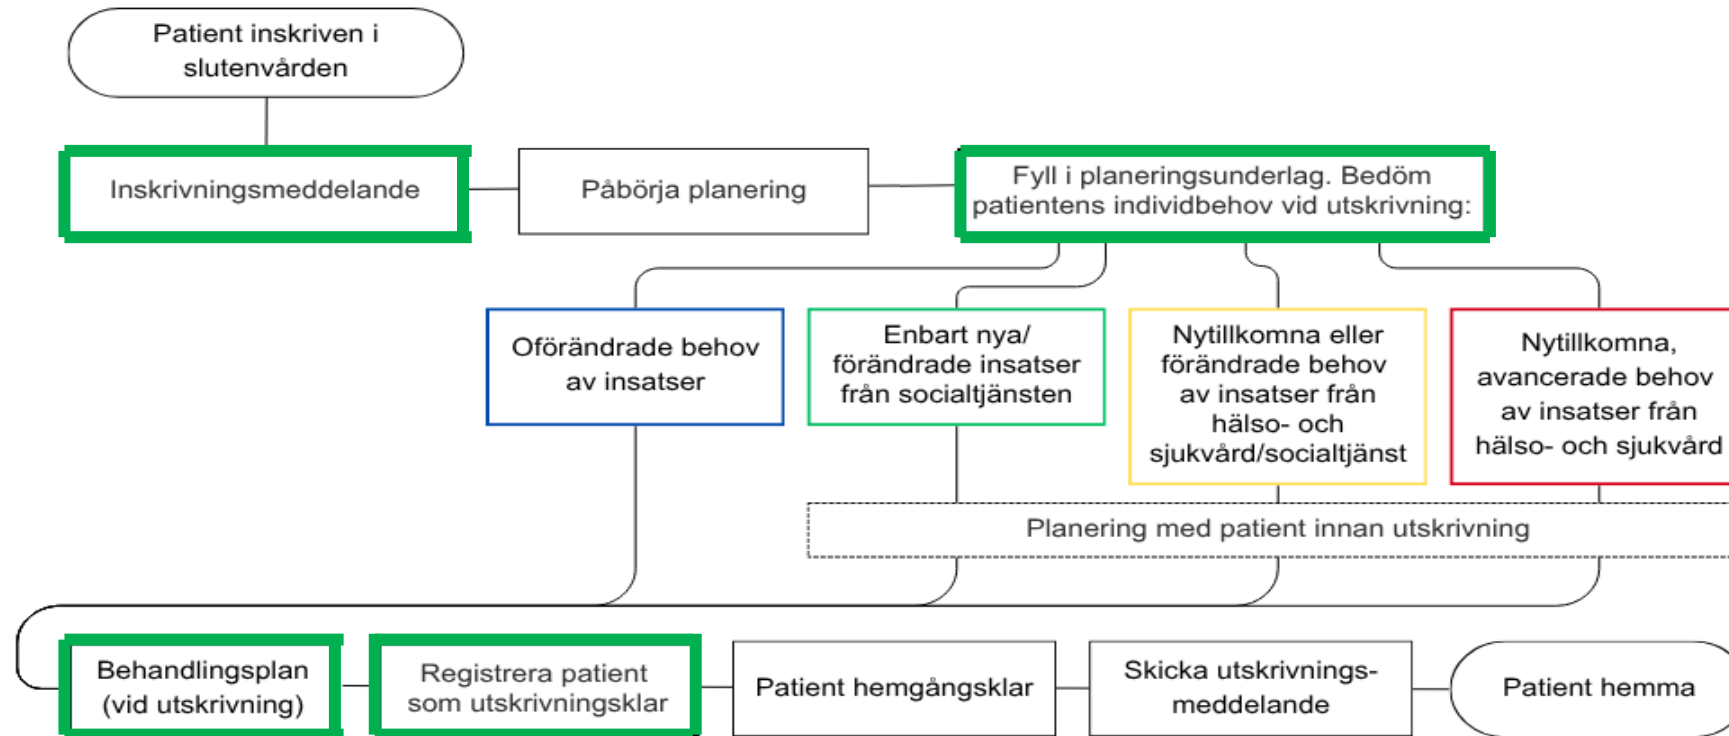 Patient inskriven i
slutenvården
Inskrivningsmeddelande
Påbörja planering
Fyll i planeringsunderlag. Bedöm
patientens individbehov vid utskrivning:
Oförändrade behov
av insatser
Enbart nya/
förändrade insatser
från socialtjänsten
Nytillkomna eller
förändrade behov
av insatser från
hälso- och
sjukvård/socialtjänst
Nytillkomna,
avancerade behov
av insatser från
hälso- och sjukvård
Planering med patient innan utskrivning
Behandlingsplan
(vid utskrivning)
Registrera patient
som utskrivningsklar
Patient hemgångsklar
Skicka utskrivnings-
meddelande
Patient hemma